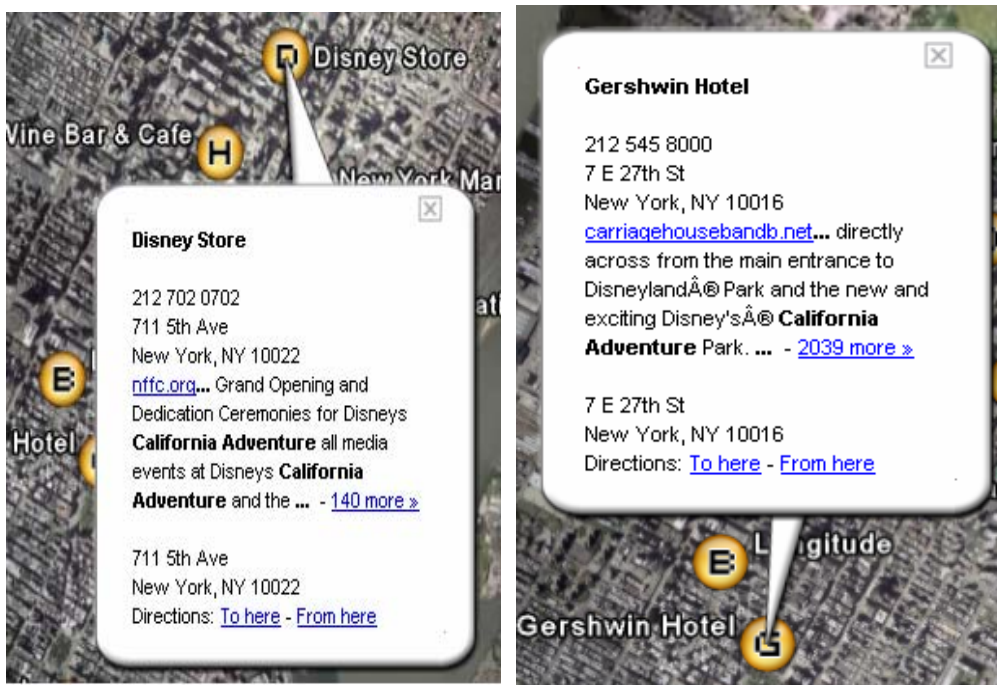 D Disney Store
Vine Bar & Cafe H
New York Mar
Disney Store
212 702 0702
711 5th Ave
New York, NY 10022
nffc.org... Grand Opening and
Dedication Ceremonies for Disneys
California Adventure all media
events at Disneys California
Adventure and the ... - 140 more »
711 5th Ave
New York, NY 10022
Directions: To here - From here
B
Hotel
ati
Gershwin Hotel
212 545 8000
7 E 27th St
New York, NY 10016
carriagehousebandb.net... directly
across from the main entrance to
DisneylandÂ® Park and the new and
exciting Disney'sÂ® California
Adventure Park. ... - 2039 more »
7 E 27th St
New York, NY 10016
Directions: To here - From here
B
Gershwin Hotel G